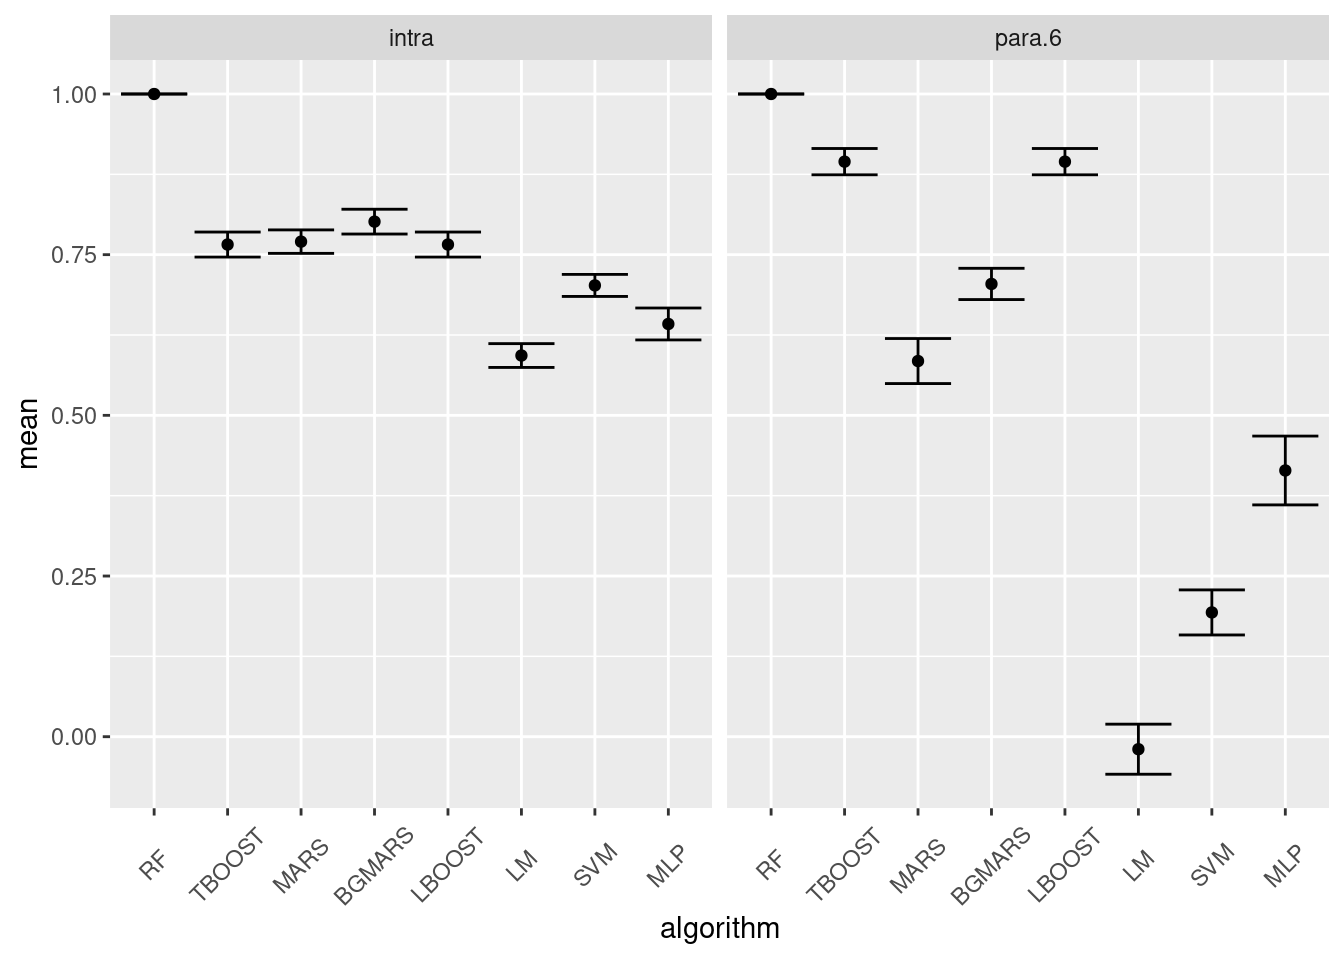 intra para.6
1.00
0.75
0.50
0.25
0.00
mean
RF TBOOST MARS BGMARS LBOOST LM SVM MLP RF TBOOST MARS BGMARS LBOOST LM SVM MLP
algorithm